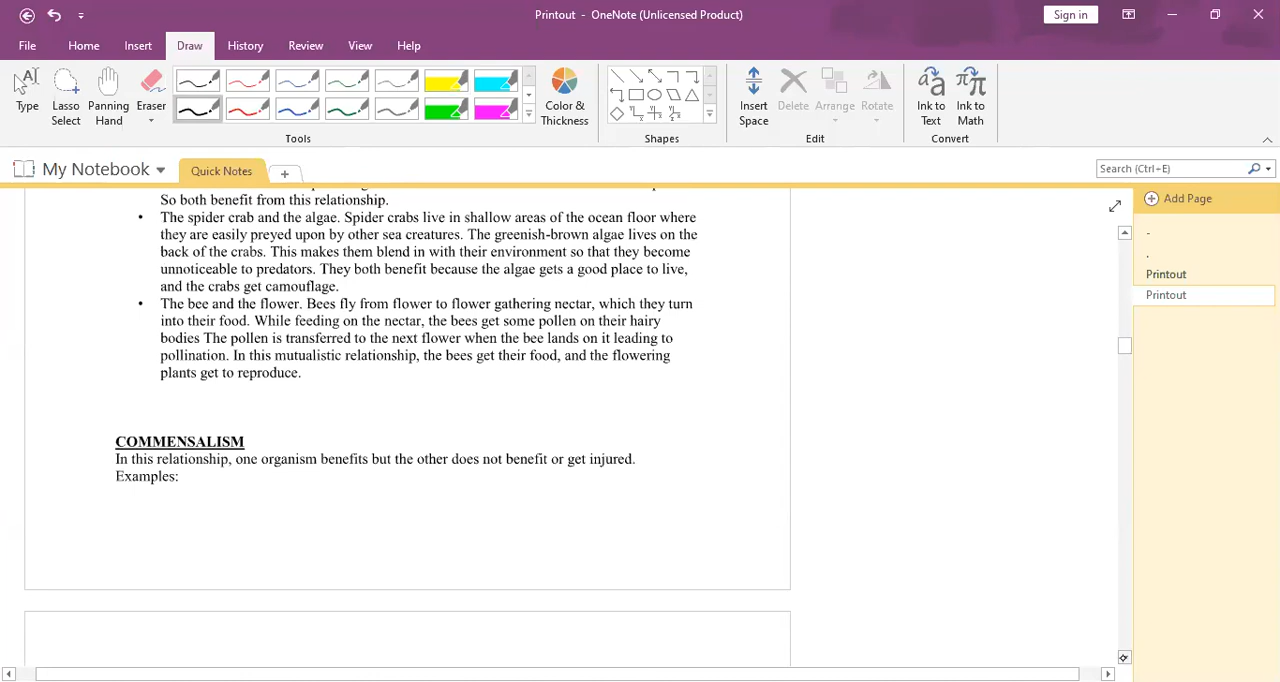 Printout - OneNote (Unlicensed Product)
Sign in
File Home Insert Draw History Review View Help
Type
Lasso Select
Panning Hand
Eraser
Color & Thickness
Insert Space
Delete
Arrange
Rotate
Ink to Text
Ink to Math
Tools
Shapes
Edit
Convert
My Notebook
Quick Notes
Search (Ctrl+E)
Add Page
-
.
Printout
Printout
So both benefit from this relationship.
• The spider crab and the algae. Spider crabs live in shallow areas of the ocean floor where
they are easily preyed upon by other sea creatures. The greenish-brown algae lives on the
back of the crabs. This makes them blend in with their environment so that they become
unnoticeable to predators. They both benefit because the algae gets a good place to live,
and the crabs get camouflage.
• The bee and the flower. Bees fly from flower to flower gathering nectar, which they turn
into their food. While feeding on the nectar, the bees get some pollen on their hairy
bodies The pollen is transferred to the next flower when the bee lands on it leading to
pollination. In this mutualistic relationship, the bees get their food, and the flowering
plants get to reproduce.
COMMENSALISM
In this relationship, one organism benefits but the other does not benefit or get injured.
Examples: